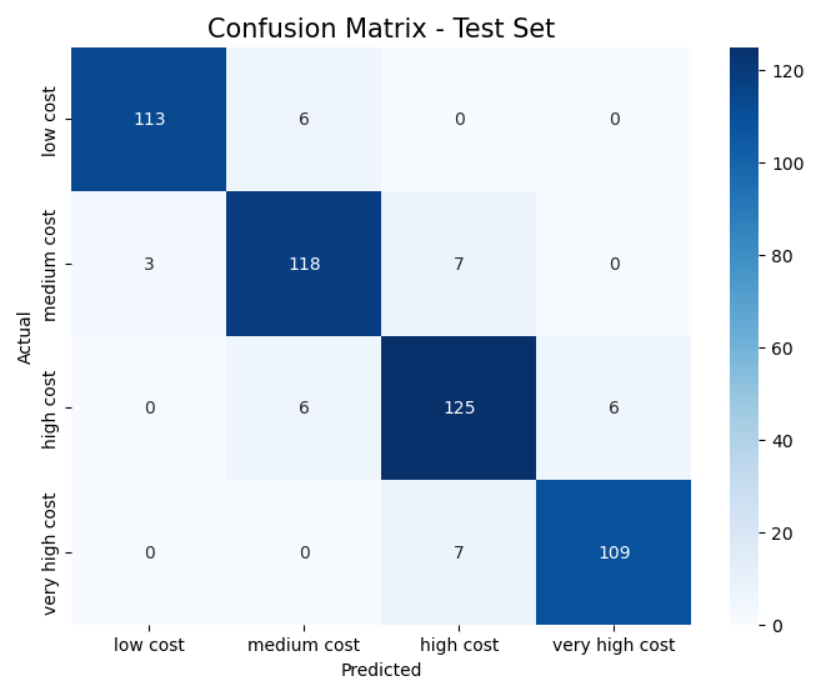 Confusion Matrix - Test Set
Actual
low cost
113 6 0 0
medium cost
3 118 7 0
high cost
0 6 125 6
very high cost
0 0 7 109
low cost medium cost high cost very high cost
Predicted
120
100
80
60
40
20
0